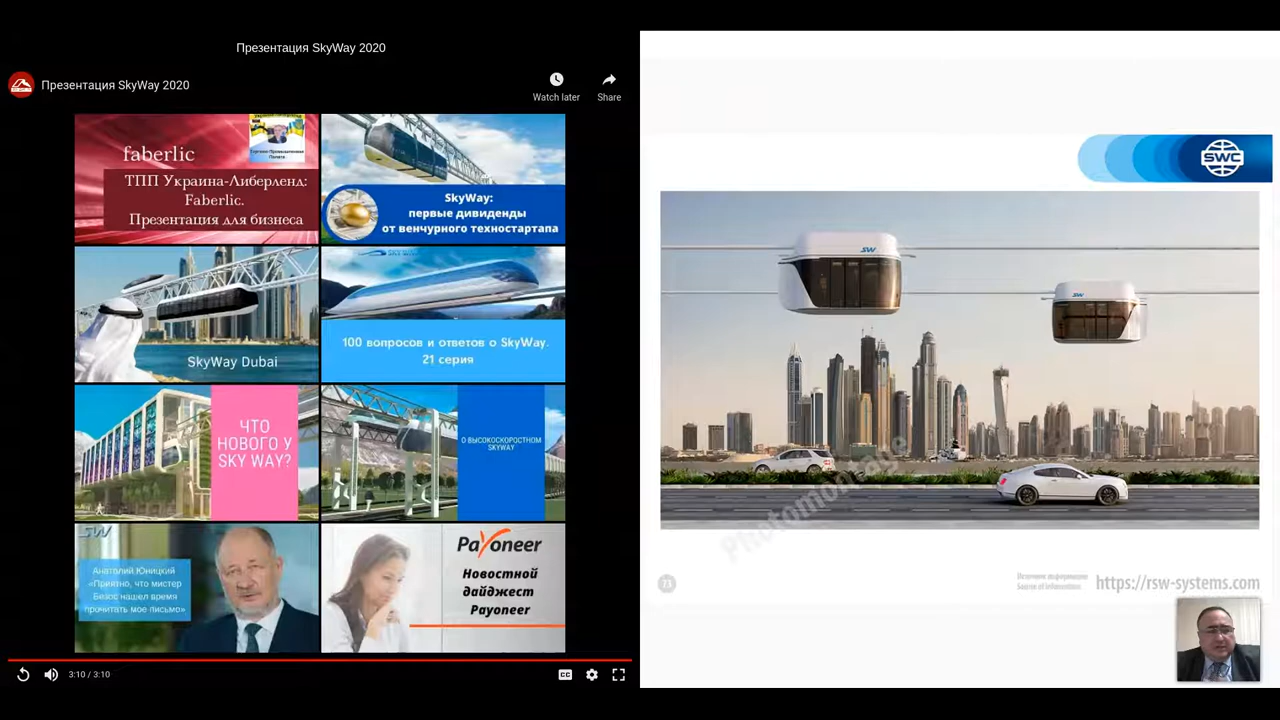 Презентация SkyWay 2020
Презентация SkyWay 2020
Watch later
Share
faberlic
ТПП Украина-Либерленд:
Faberlic.
Презентация для бизнеса
SkyWay:
первые дивиденды
от венчурного техностартапа
SkyWay Dubai
100 вопросов и ответов о SkyWay.
21 серия
ЧТО
НОВОГО У
SKY WAY?
О ВЫСОКОСКОРОСТНОМ
SKYWAY
SW
Анатолий Юницкий
«Приятно, что мистер
Безос нашел время
прочитать мое письмо»
Payoneer
Новостной
дайджест
Payoneer
3:10 / 3:10
CC
SWC
SW
SW
Photomontage
73
Источник информации
Source of information
https://rsw-systems.com